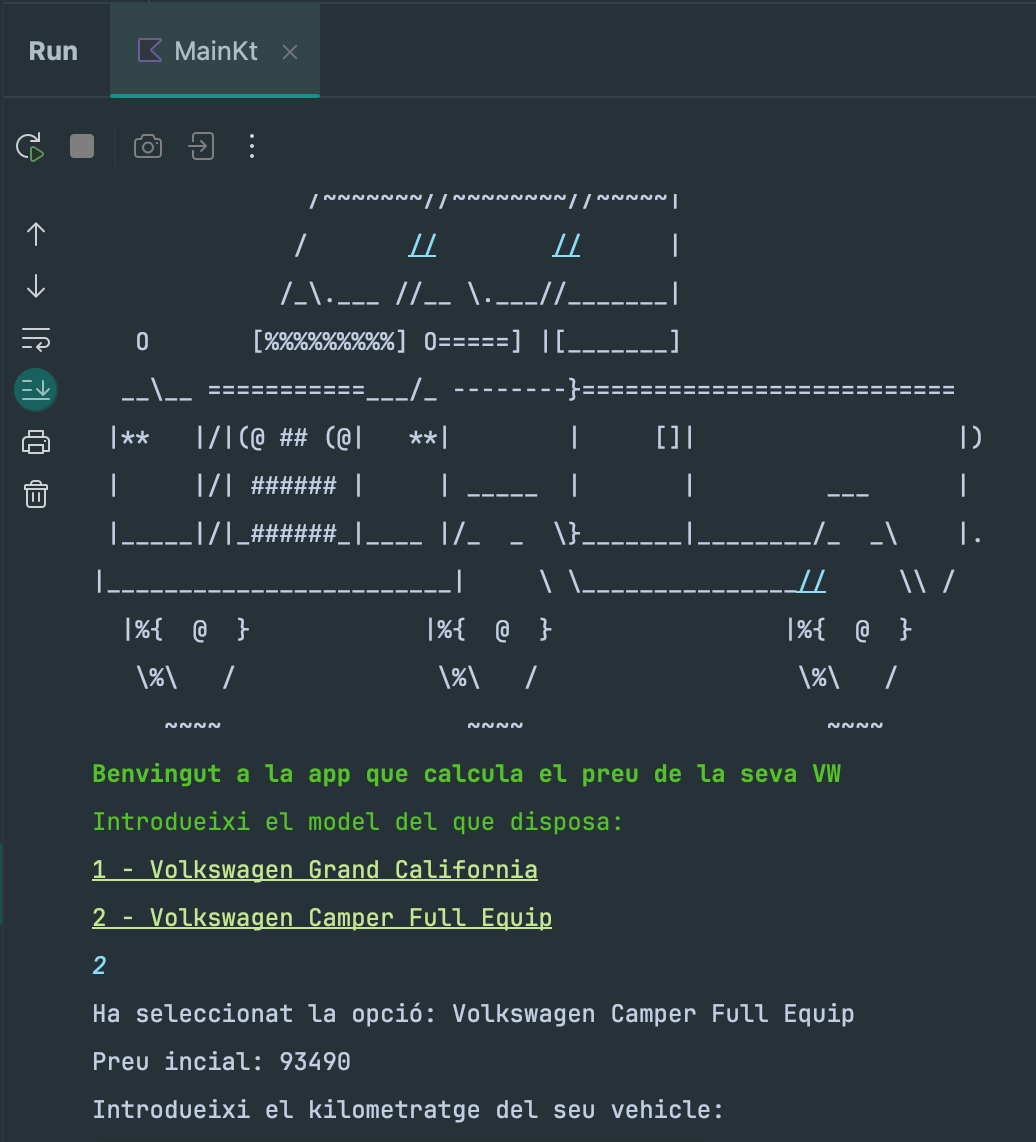 Run MainKt
/~~~~~~~//~~~~~~~~//~~~~~|
/       //        //      |
/_\.___ //__ \.___//_______|
O       [%%%%%%%%%] O=====] |[_______]
__\__ ===========___/_ --------}==========================
|**   |/|(@ ## (@|   **|        |     []|                  |)
|     |/| ###### |     | _____  |       |         ___      |
|_____|/|_######_|____ |/_  _  \}_______|________/_  _\    |.
|________________________|     \ \_______________//     \\ /
|%{  @  }            |%{  @  }                |%{  @  }
\%\   /              \%\   /                  \%\   /
~~~~                 ~~~~                     ~~~~
Benvingut a la app que calcula el preu de la seva VW
Introdueixi el model del que disposa:
1 - Volkswagen Grand California
2 - Volkswagen Camper Full Equip
2
Ha seleccionat la opció: Volkswagen Camper Full Equip
Preu incial: 93490
Introdueixi el kilometratge del seu vehicle: